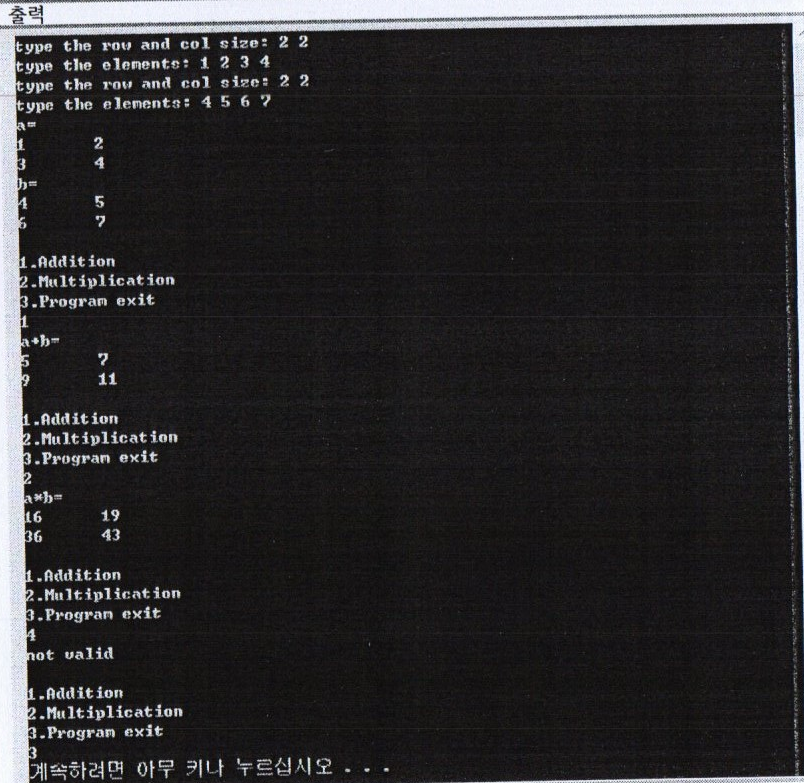 출력
type the row and col size: 2 2
type the elements: 1 2 3 4
type the row and col size: 2 2
type the elements: 4 5 6 7
a=
1 2
3 4
b=
4 5
6 7
1.Addition
2.Multiplication
3.Program exit
1
a+b=
5 7
9 11
1.Addition
2.Multiplication
3.Program exit
2
a*b=
16 19
36 43
1.Addition
2.Multiplication
3.Program exit
4
not valid
1.Addition
2.Multiplication
3.Program exit
3
계속하려면 아무 키나 누르십시오 . . .